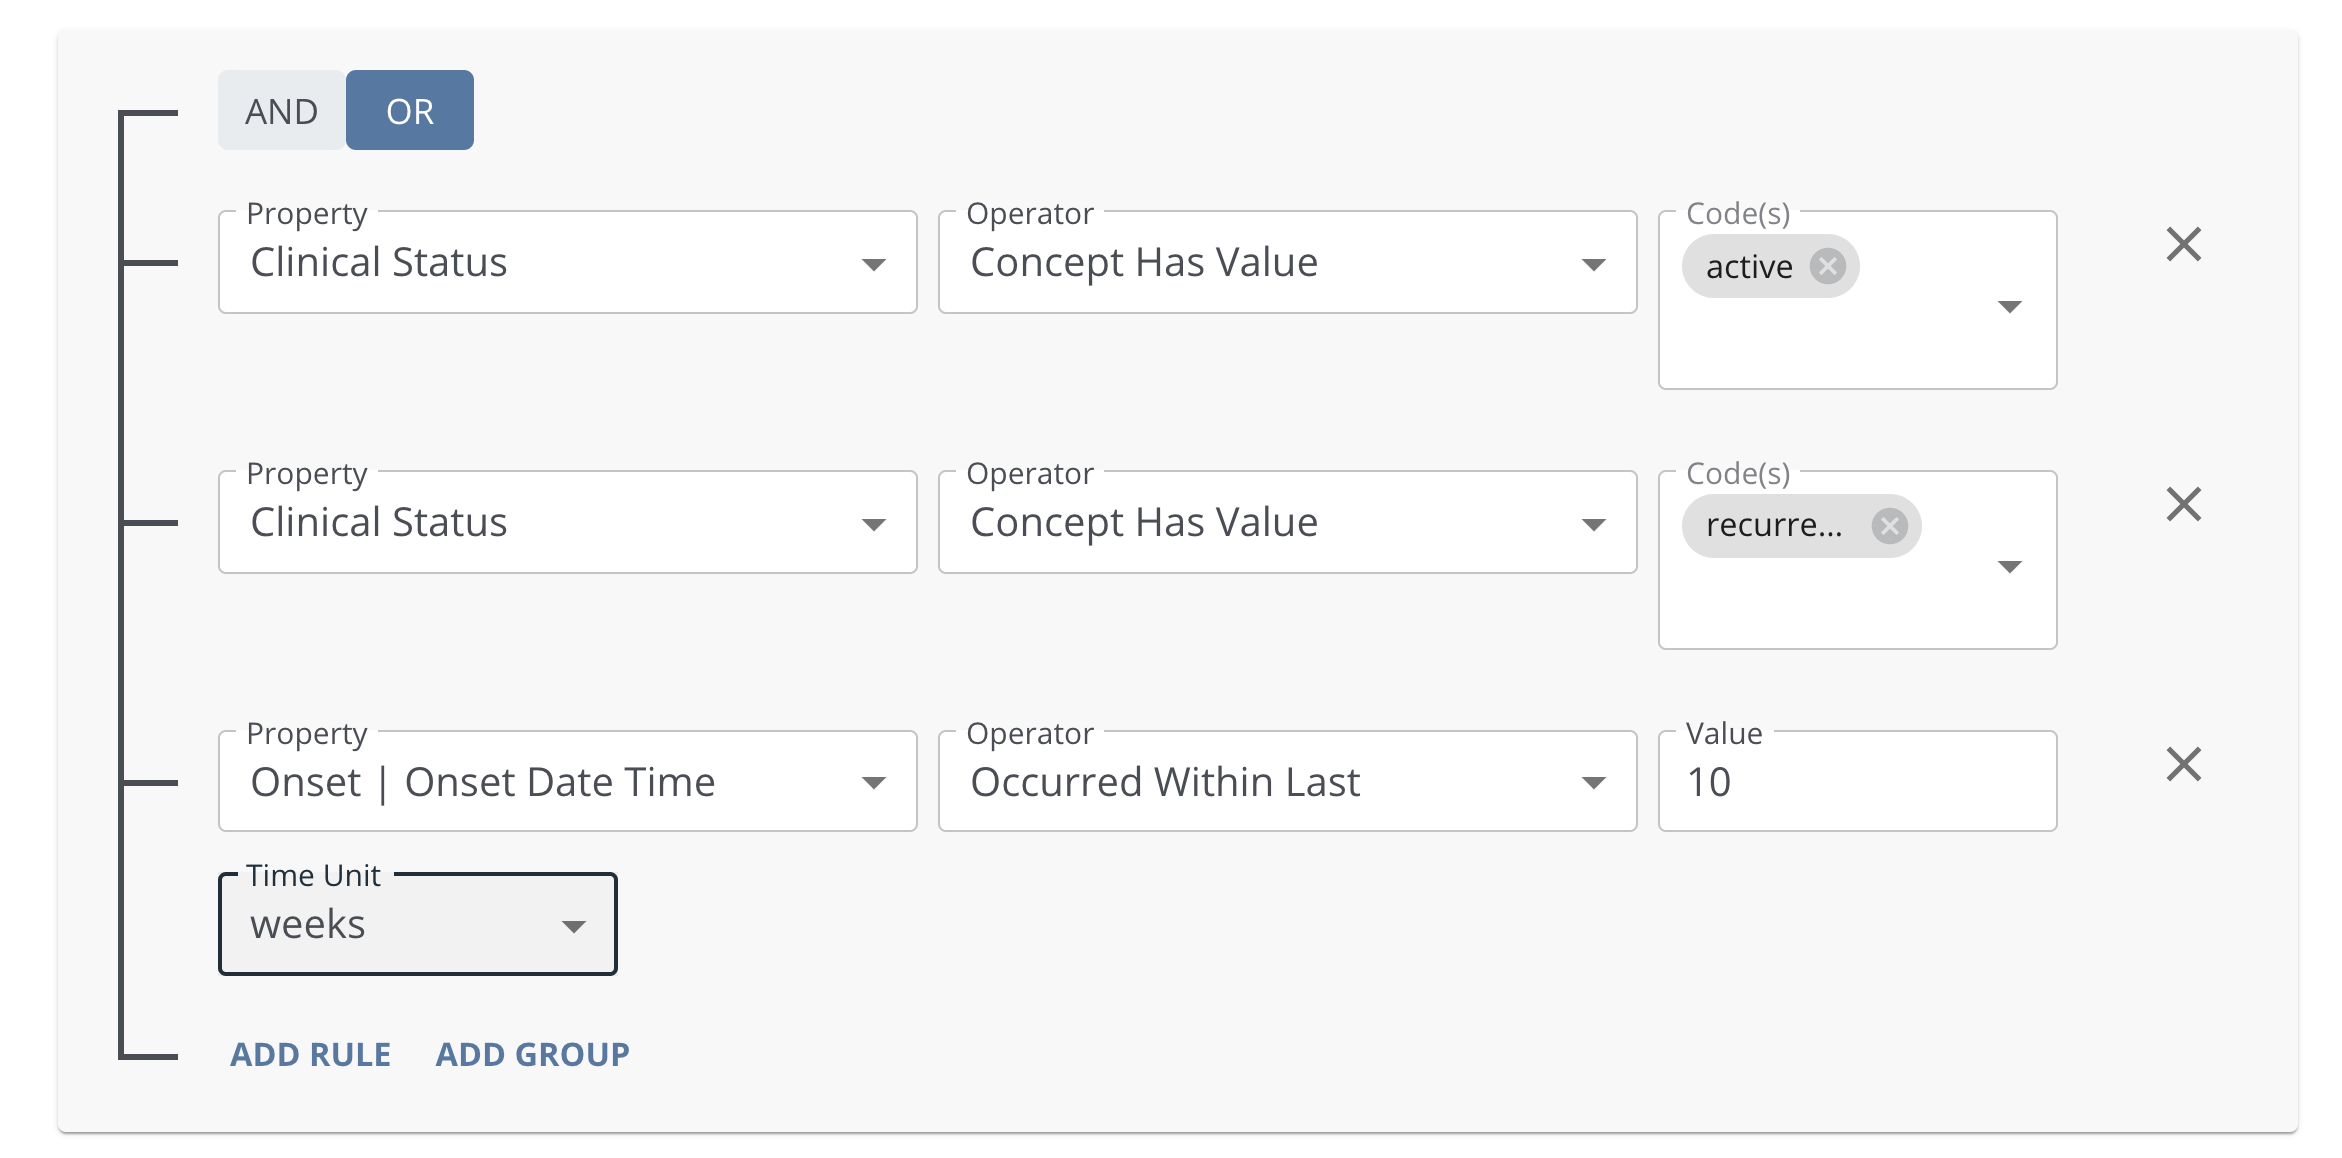 AND OR
Property Operator Code(s)
Clinical Status Concept Has Value active
Property Operator Code(s)
Clinical Status Concept Has Value recurre...
Property Operator Value
Onset | Onset Date Time Occurred Within Last 10
Time Unit
weeks
ADD RULE ADD GROUP